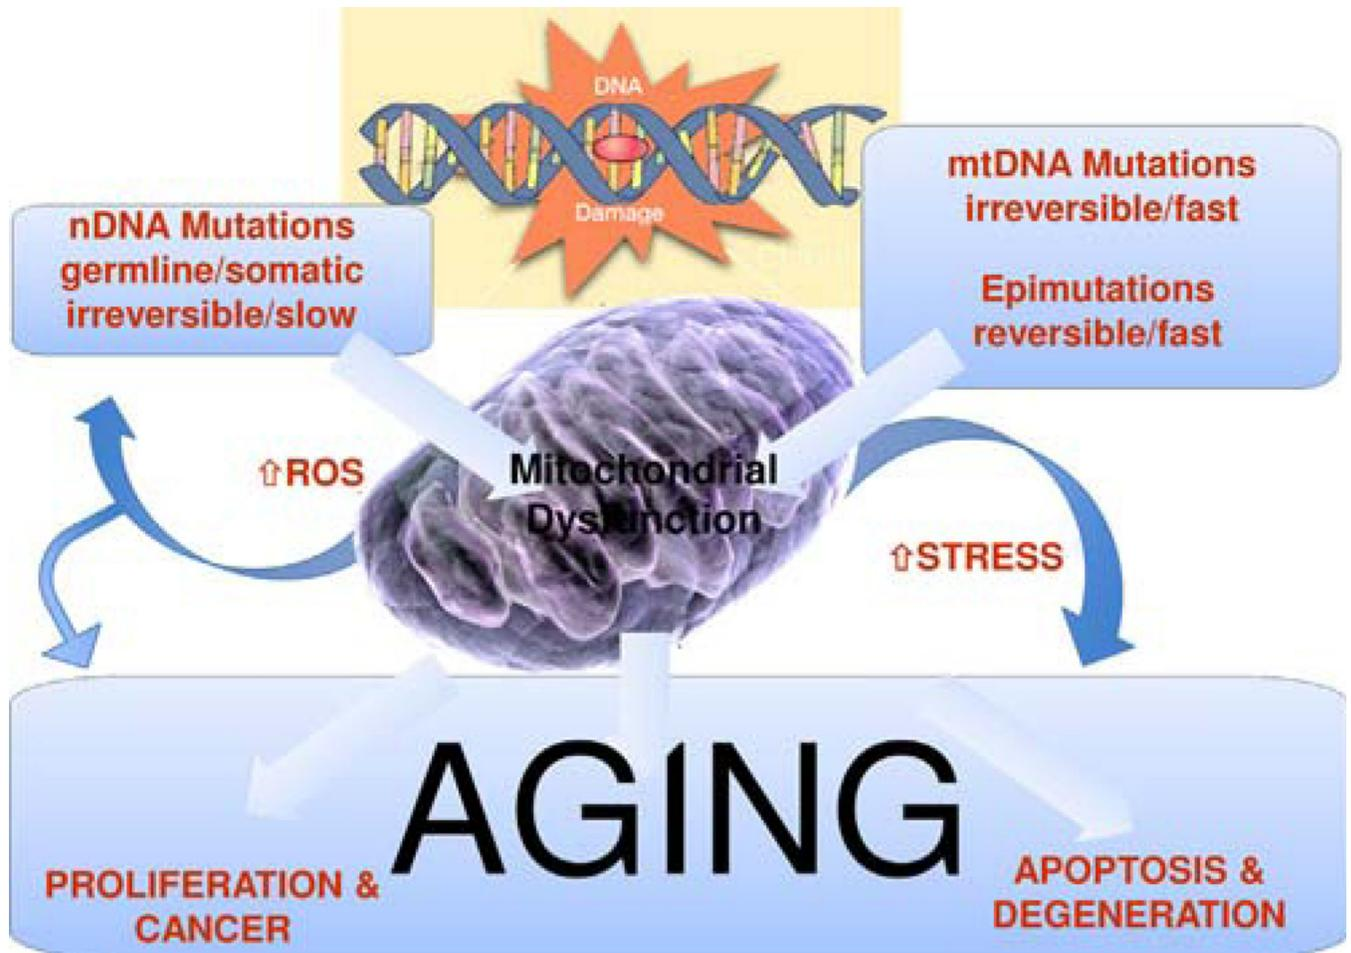 DNA
Damage
nDNA Mutations
germline/somatic
irreversible/slow
mtDNA Mutations
irreversible/fast
Epimutations
reversible/fast
⇧ROS
Mitochondrial
Dysfunction
⇧STRESS
AGING
PROLIFERATION &
CANCER
APOPTOSIS &
DEGENERATION